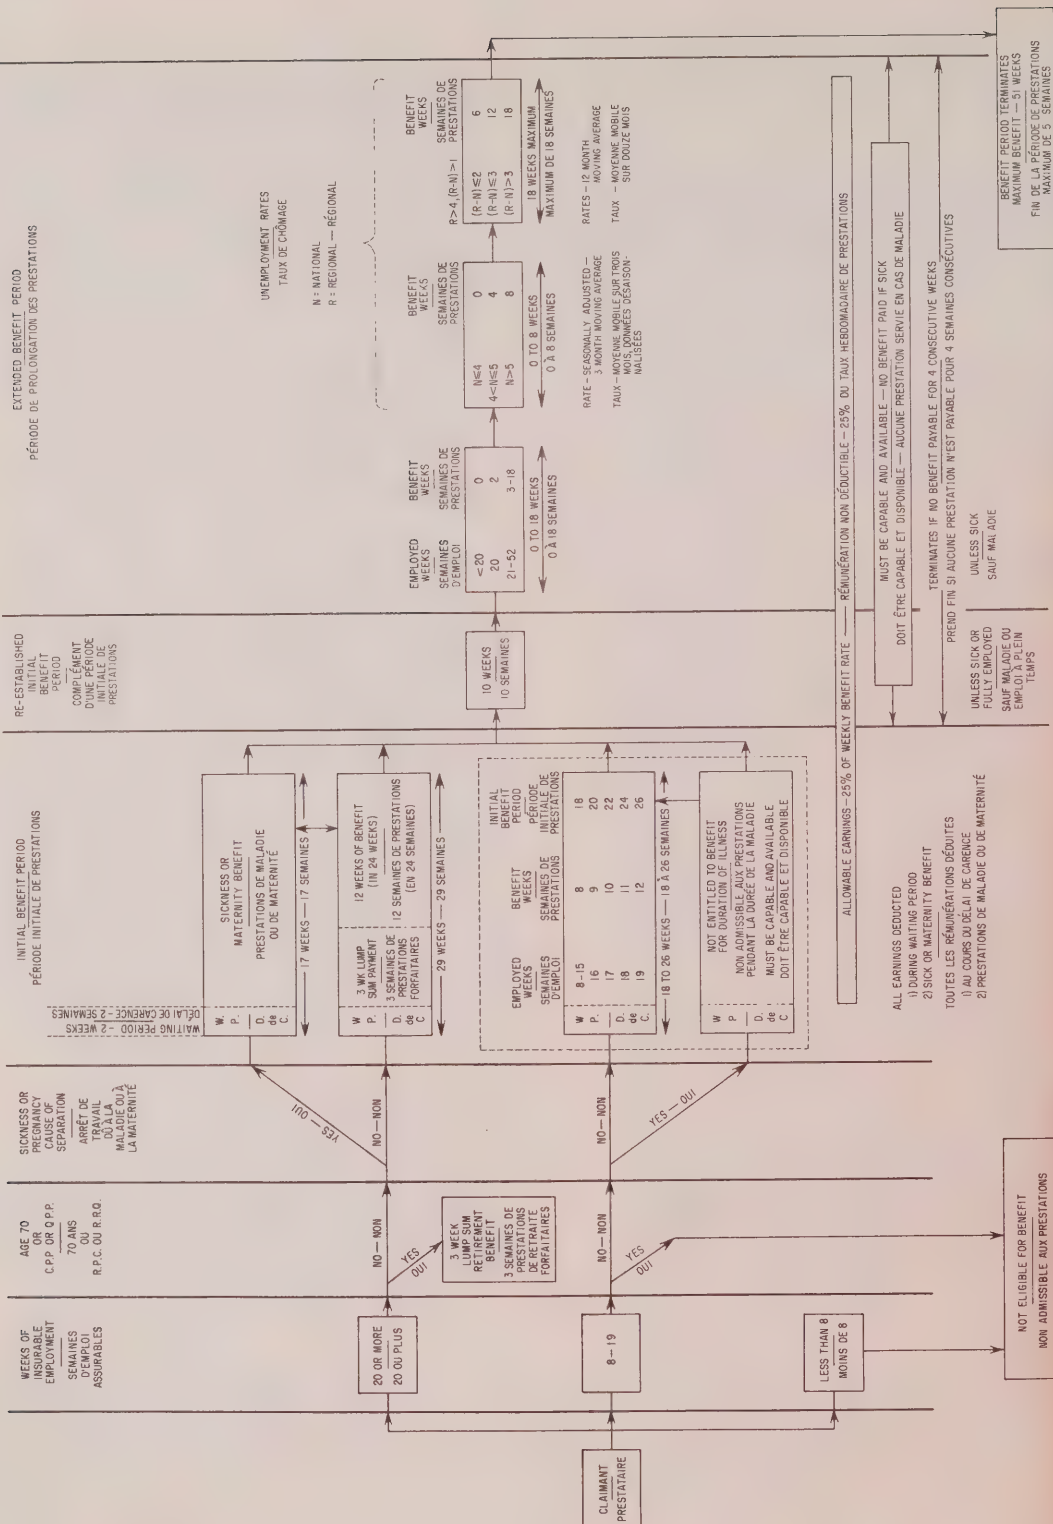 CLAIMANT
PRESTATAIRE
WEEKS OF
INSURABLE
EMPLOYMENT
SEMAINES
D'EMPLOI
ASSURABLES
20 OR MORE
20 OU PLUS
8–19
LESS THAN 8
MOINS DE 8
AGE 70
OR
C.P.P OR Q.P.P.
70 ANS
OU
R.P.C. OU R.R.Q.
NO—NON
YES
OUI
3 WEEK
LUMP SUM
RETIREMENT
BENEFIT
3 SEMAINES DE
PRESTATIONS
DE RETRAITE
FORFAITAIRES
NO—NON
YES
OUI
NOT ELIGIBLE FOR BENEFIT
NON ADMISSIBLE AUX PRESTATIONS
SICKNESS OR
PREGNANCY
CAUSE OF
SEPARATION
ARRÊT DE
TRAVAIL
DÛ À LA
MALADIE OU À
LA MATERNITÉ
YES — OUI
NO—NON
NO—NON
YES — OUI
INITIAL BENEFIT PERIOD
PÉRIODE INITIALE DE PRESTATIONS
WAITING PERIOD - 2 WEEKS
DÉLAI DE CARENCE - 2 SEMAINES
W. P. D. de C.
SICKNESS OR
MATERNITY BENEFIT
PRESTATIONS DE MALADIE
OU DE MATERNITÉ
17 WEEKS — 17 SEMAINES
W P. D. de C.
3 WK LUMP
SUM PAYMENT
3 SEMAINES DE
PRESTATIONS
FORFAITAIRES
12 WEEKS OF BENEFIT
(IN 24 WEEKS)
12 SEMAINES DE PRESTATIONS
(EN 24 SEMAINES)
29 WEEKS — 29 SEMAINES
EMPLOYED
WEEKS
SEMAINES
D'EMPLOI
BENEFIT
WEEKS
SEMAINES DE
PRESTATIONS
INITIAL
BENEFIT
PERIOD
PÉRIODE
INITIALE DE
PRESTATIONS
W P. D. de C.
8-15 8 18
16 9 20
17 10 22
18 11 24
19 12 26
18 TO 26 WEEKS — 18 À 26 SEMAINES
W P D. de C
NOT ENTITLED TO BENEFIT
FOR DURATION OF ILLNESS
NON ADMISSIBLE AUX PRESTATIONS
PENDANT LA DURÉE DE LA MALADIE
MUST BE CAPABLE AND AVAILABLE
DOIT ÊTRE CAPABLE ET DISPONIBLE
ALL EARNINGS DEDUCTED
1) DURING WAITING PERIOD
2) SICK OR MATERNITY BENEFIT
TOUTES LES RÉMUNÉRATIONS DÉDUITES
1) AU COURS DU DÉLAI DE CARENCE
2) PRESTATIONS DE MALADIE OU DE MATERNITÉ
RE-ESTABLISHED
INITIAL
BENEFIT
PERIOD
COMPLÉMENT
D'UNE PÉRIODE
INITIALE DE
PRESTATIONS
10 WEEKS
10 SEMAINES
EXTENDED BENEFIT PERIOD
PÉRIODE DE PROLONGATION DES PRESTATIONS
UNEMPLOYMENT RATES
TAUX DE CHÔMAGE
N = NATIONAL
R = REGIONAL — RÉGIONAL
EMPLOYED
WEEKS
SEMAINES
D'EMPLOI
BENEFIT
WEEKS
SEMAINES DE
PRESTATIONS
<20 0
20 2
21-52 3-18
0 TO 18 WEEKS
0 À 18 SEMAINES
BENEFIT
WEEKS
SEMAINES DE
PRESTATIONS
N≤4 0
4<N≤5 4
N>5 8
0 TO 8 WEEKS
0 À 8 SEMAINES
RATE – SEASONALLY ADJUSTED –
3 MONTH MOVING AVERAGE
TAUX – MOYENNE MOBILE SUR TROIS
MOIS, DONNÉES DÉSAISON-
NALISÉES
BENEFIT
WEEKS
SEMAINES DE
PRESTATIONS
R>4, (R-N)>1
(R-N)≤2 6
(R-N)≤3 12
(R-N)>3 18
18 WEEKS MAXIMUM
MAXIMUM DE 18 SEMAINES
RATES – 12 MONTH
MOVING AVERAGE
TAUX – MOYENNE MOBILE
SUR DOUZE MOIS
ALLOWABLE EARNINGS–25% OF WEEKLY BENEFIT RATE — RÉMUNÉRATION NON DÉDUCTIBLE – 25% DU TAUX HEBDOMADAIRE DE PRESTATIONS
MUST BE CAPABLE AND AVAILABLE – NO BENEFIT PAID IF SICK
DOIT ÊTRE CAPABLE ET DISPONIBLE — AUCUNE PRESTATION SERVIE EN CAS DE MALADIE
TERMINATES IF NO BENEFIT PAYABLE FOR 4 CONSECUTIVE WEEKS
PREND FIN SI AUCUNE PRESTATION N'EST PAYABLE POUR 4 SEMAINES CONSÉCUTIVES
UNLESS SICK OR
FULLY EMPLOYED
SAUF MALADIE OU
EMPLOI À PLEIN
TEMPS
UNLESS SICK
SAUF MALADIE
BENEFIT PERIOD TERMINATES
MAXIMUM BENEFIT — 51 WEEKS
FIN DE LA PÉRIODE DE PRESTATIONS
MAXIMUM DE 5 SEMAINES